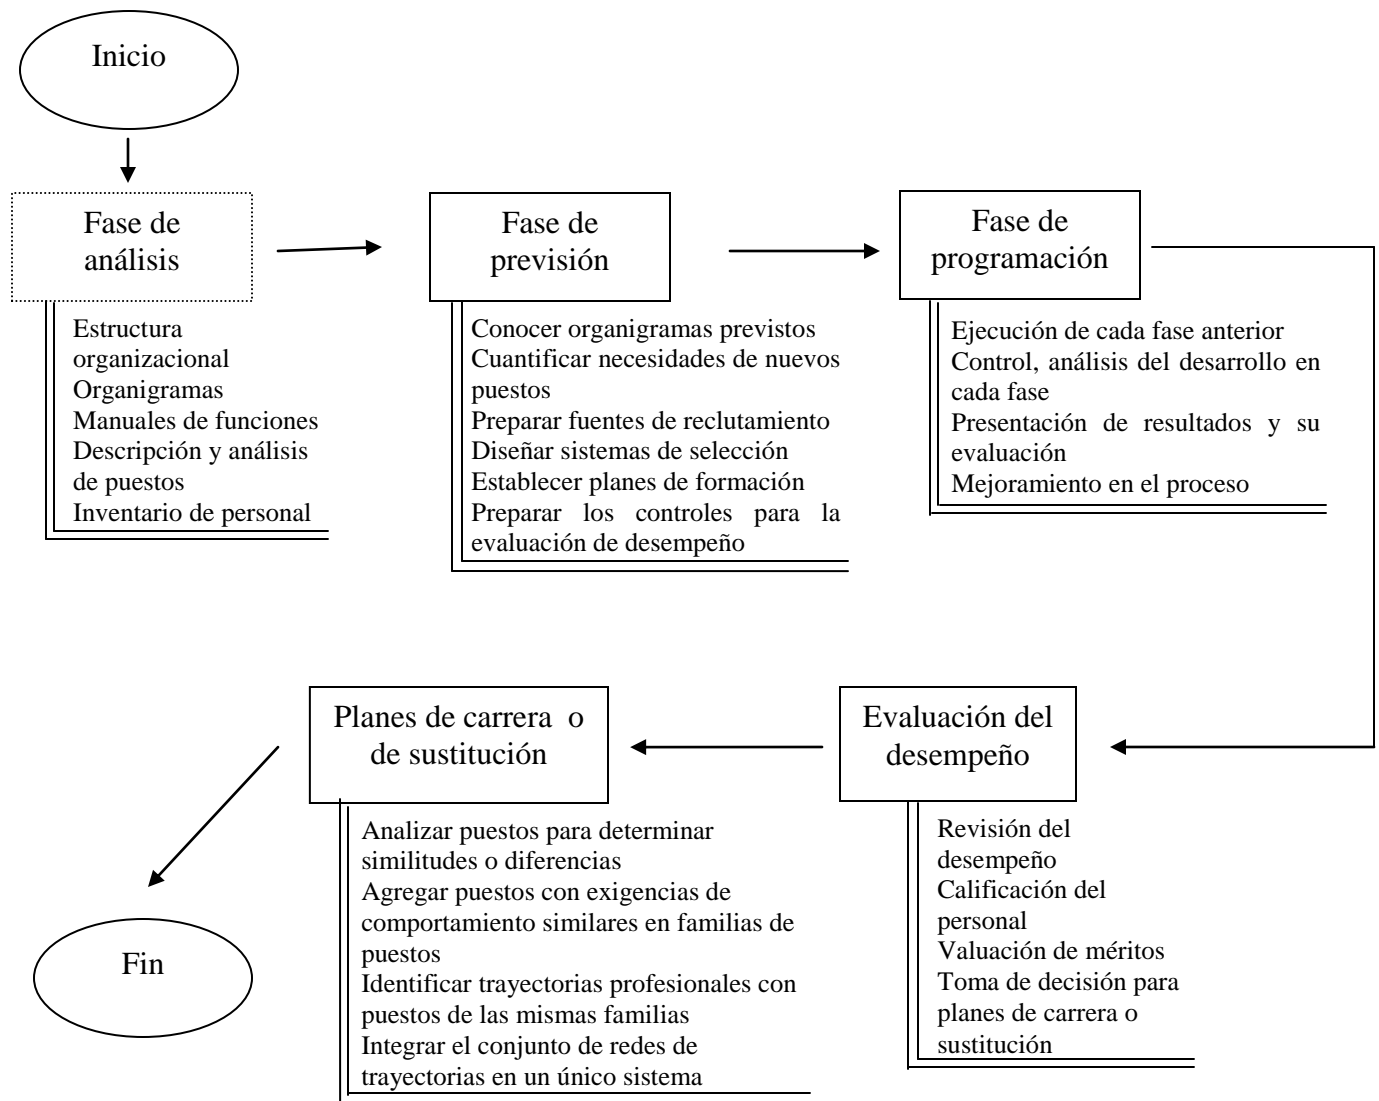 Inicio
Fase de
análisis
Estructura
organizacional
Organigramas
Manuales de funciones
Descripción y análisis
de puestos
Inventario de personal
Fase de
previsión
Conocer organigramas previstos
Cuantificar necesidades de nuevos
puestos
Preparar fuentes de reclutamiento
Diseñar sistemas de selección
Establecer planes de formación
Preparar los controles para la
evaluación de desempeño
Fase de
programación
Ejecución de cada fase anterior
Control, análisis del desarrollo en
cada fase
Presentación de resultados y su
evaluación
Mejoramiento en el proceso
Evaluación del
desempeño
Revisión del
desempeño
Calificación del
personal
Valuación de méritos
Toma de decisión para
planes de carrera o
sustitución
Planes de carrera o
de sustitución
Analizar puestos para determinar
similitudes o diferencias
Agregar puestos con exigencias de
comportamiento similares en familias de
puestos
Identificar trayectorias profesionales con
puestos de las mismas familias
Integrar el conjunto de redes de
trayectorias en un único sistema
Fin